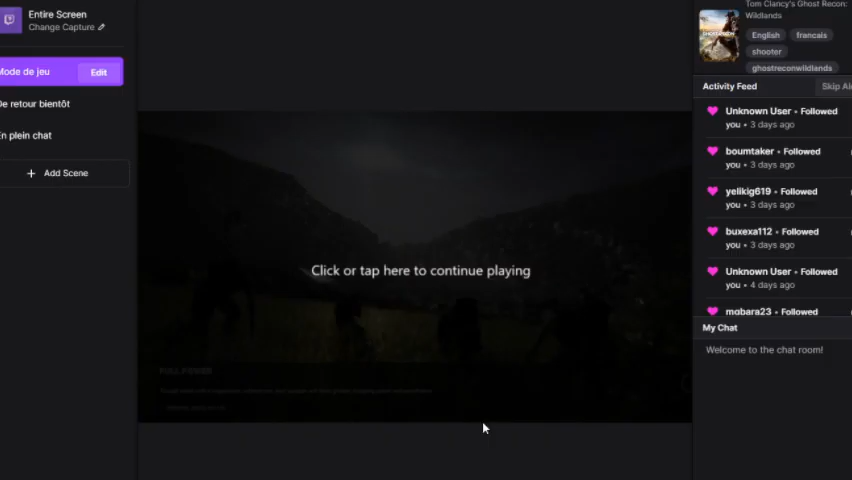 Entire Screen
Change Capture
Mode de jeu
Edit
De retour bientôt
En plein chat
+ Add Scene
Click or tap here to continue playing
FULL POWER
Tom Clancy's Ghost Recon:
Wildlands
English
francais
shooter
ghostreconwildlands
Activity Feed
Skip
Unknown User • Followed
you • 3 days ago
boumtaker • Followed
you • 3 days ago
yelikig619 • Followed
you • 3 days ago
buxexa112 • Followed
you • 3 days ago
Unknown User • Followed
you • 4 days ago
mgbara23 • Followed
My Chat
Welcome to the chat room!